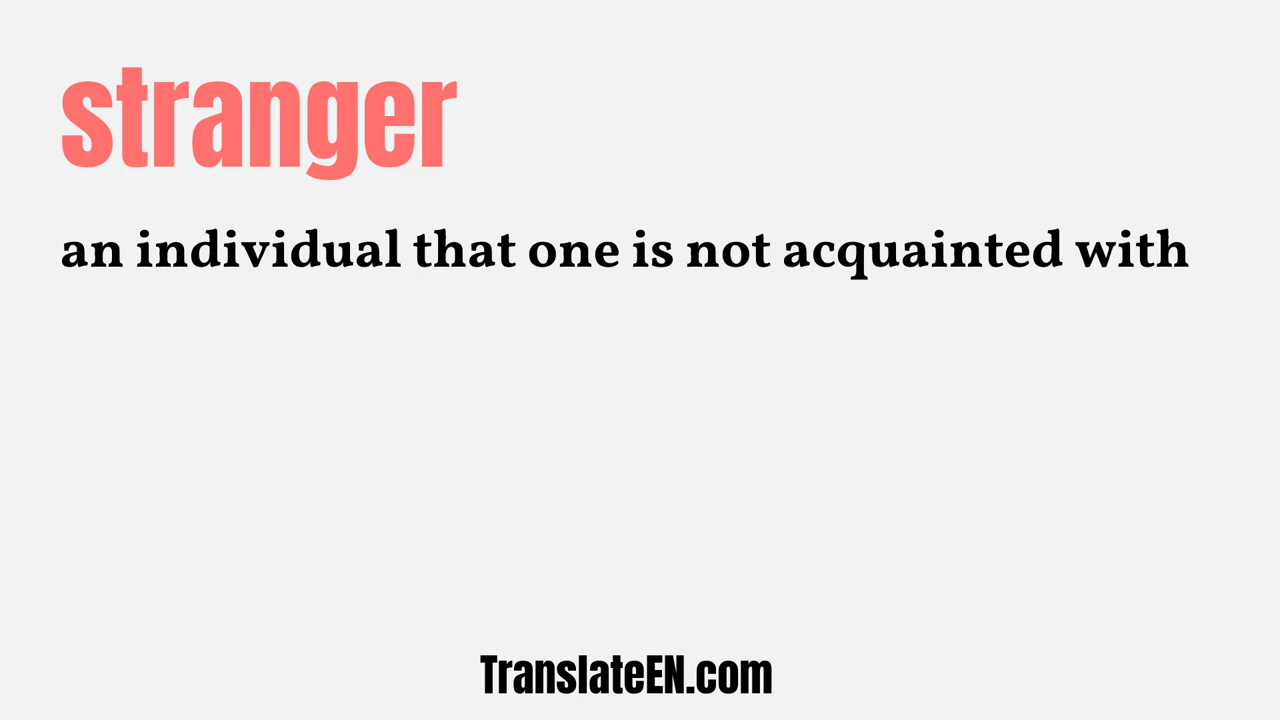 stranger
an individual that one is not acquainted with
TranslateEN.com